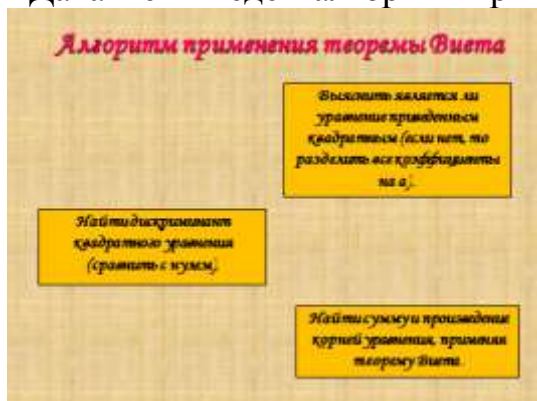 Алгоритм применения теоремы Виета
Выяснить является ли
уравнение приведенным
квадратным (если нет, то
разделить все коэффициенты
на а).
Найти дискриминант
квадратного уравнения
(сравнить с нулем).
Найти сумму и произведение
корней уравнения, применяя
теорему Виета.